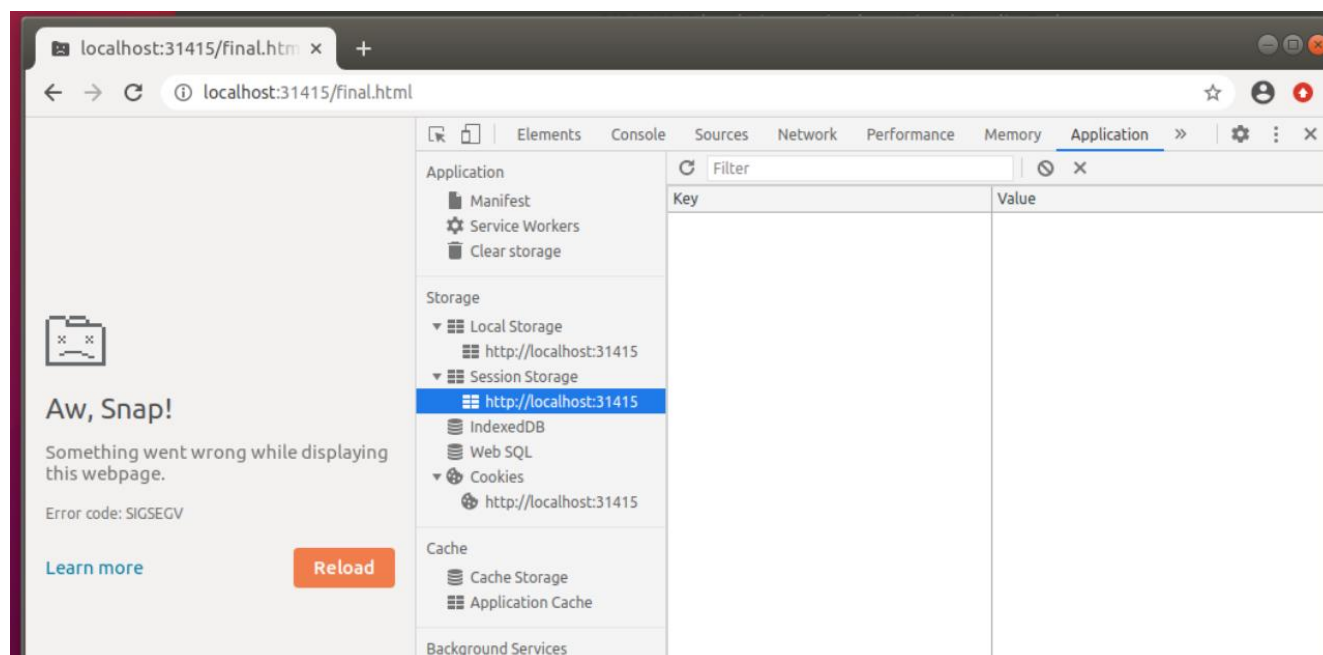 localhost:31415/final.htm
localhost:31415/final.html
Elements Console Sources Network Performance Memory Application
Filter
Key Value
Application
Manifest
Service Workers
Clear storage
Storage
Local Storage
http://localhost:31415
Session Storage
http://localhost:31415
IndexedDB
Web SQL
Cookies
http://localhost:31415
Cache
Cache Storage
Application Cache
Background Services
Aw, Snap!
Something went wrong while displaying
this webpage.
Error code: SIGSEGV
Learn more Reload